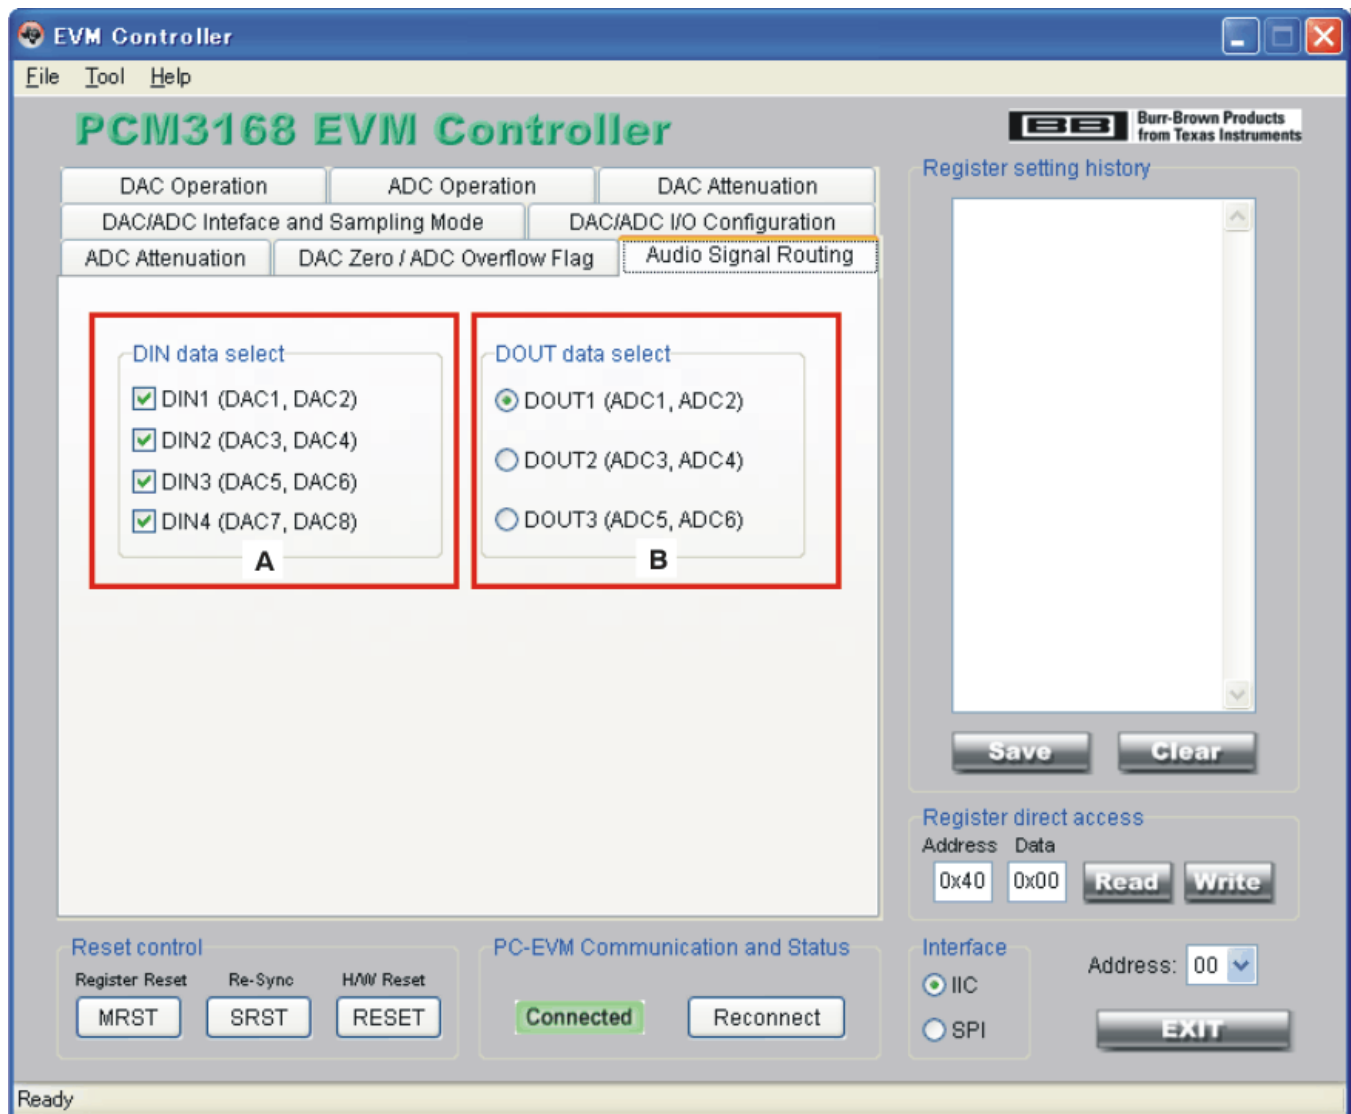 EVM Controller
File Tool Help
PCM3168 EVM Controller
BB Burr-Brown Products
from Texas Instruments
DAC Operation ADC Operation DAC Attenuation
DAC/ADC Inteface and Sampling Mode DAC/ADC I/O Configuration
ADC Attenuation DAC Zero / ADC Overflow Flag Audio Signal Routing
DIN data select
DIN1 (DAC1, DAC2)
DIN2 (DAC3, DAC4)
DIN3 (DAC5, DAC6)
DIN4 (DAC7, DAC8)
A
DOUT data select
DOUT1 (ADC1, ADC2)
DOUT2 (ADC3, ADC4)
DOUT3 (ADC5, ADC6)
B
Register setting history
Save Clear
Register direct access
Address Data
0x40 0x00 Read Write
Reset control
Register Reset Re-Sync H/W Reset
MRST SRST RESET
PC-EVM Communication and Status
Connected Reconnect
Interface
IIC
SPI
Address: 00
EXIT
Ready